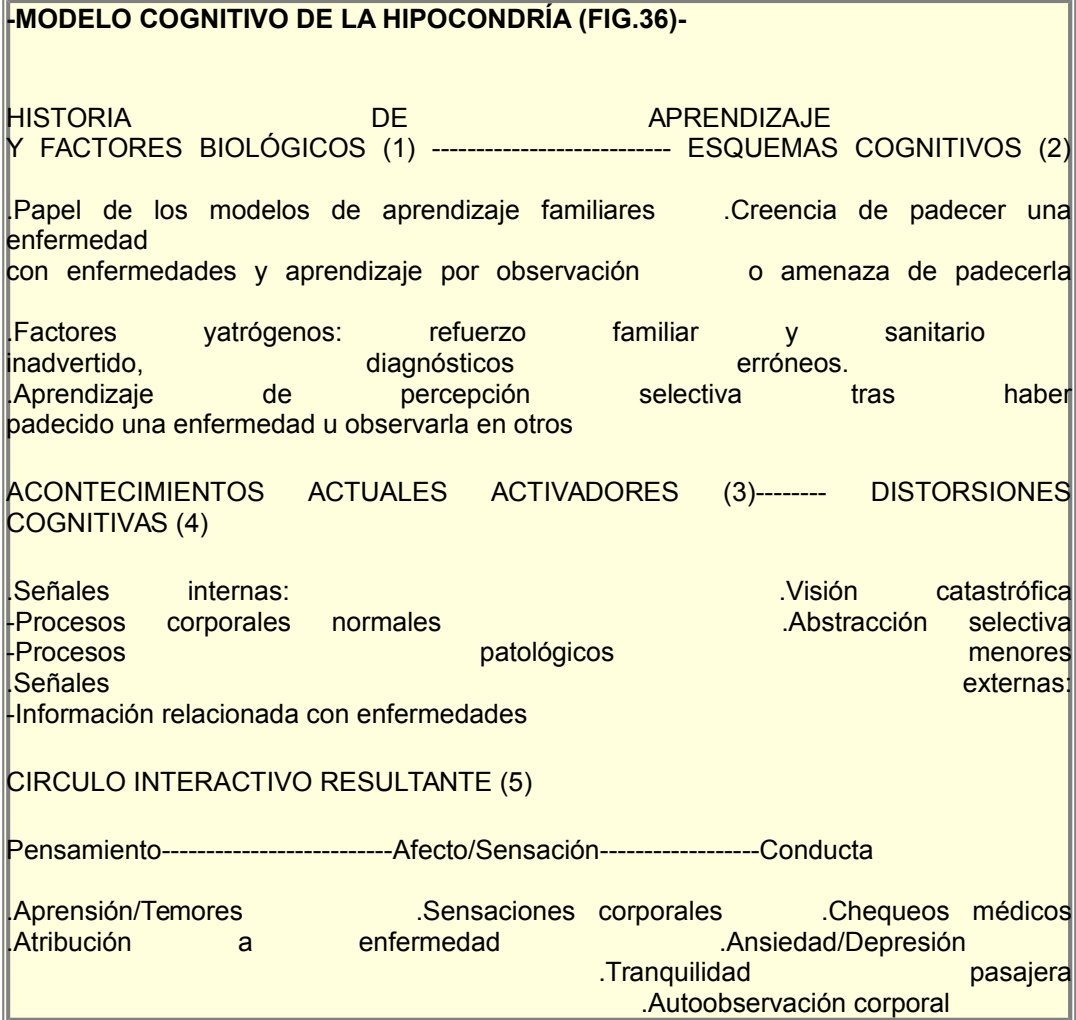 -MODELO COGNITIVO DE LA HIPOCONDRÍA (FIG.36)-
HISTORIA DE APRENDIZAJE
Y FACTORES BIOLÓGICOS (1) --------------------------- ESQUEMAS COGNITIVOS (2)
.Papel de los modelos de aprendizaje familiares .Creencia de padecer una
enfermedad
con enfermedades y aprendizaje por observación o amenaza de padecerla
.Factores yatrógenos: refuerzo familiar y sanitario
inadvertido, diagnósticos erróneos.
.Aprendizaje de percepción selectiva tras haber
padecido una enfermedad u observarla en otros
ACONTECIMIENTOS ACTUALES ACTIVADORES (3)-------- DISTORSIONES
COGNITIVAS (4)
.Señales internas: .Visión catastrófica
-Procesos corporales normales .Abstracción selectiva
-Procesos patológicos menores
.Señales externas:
-Información relacionada con enfermedades
CIRCULO INTERACTIVO RESULTANTE (5)
Pensamiento--------------------------Afecto/Sensación------------------Conducta
.Aprensión/Temores .Sensaciones corporales .Chequeos médicos
.Atribución a enfermedad .Ansiedad/Depresión
.Tranquilidad pasajera
.Autoobservación corporal